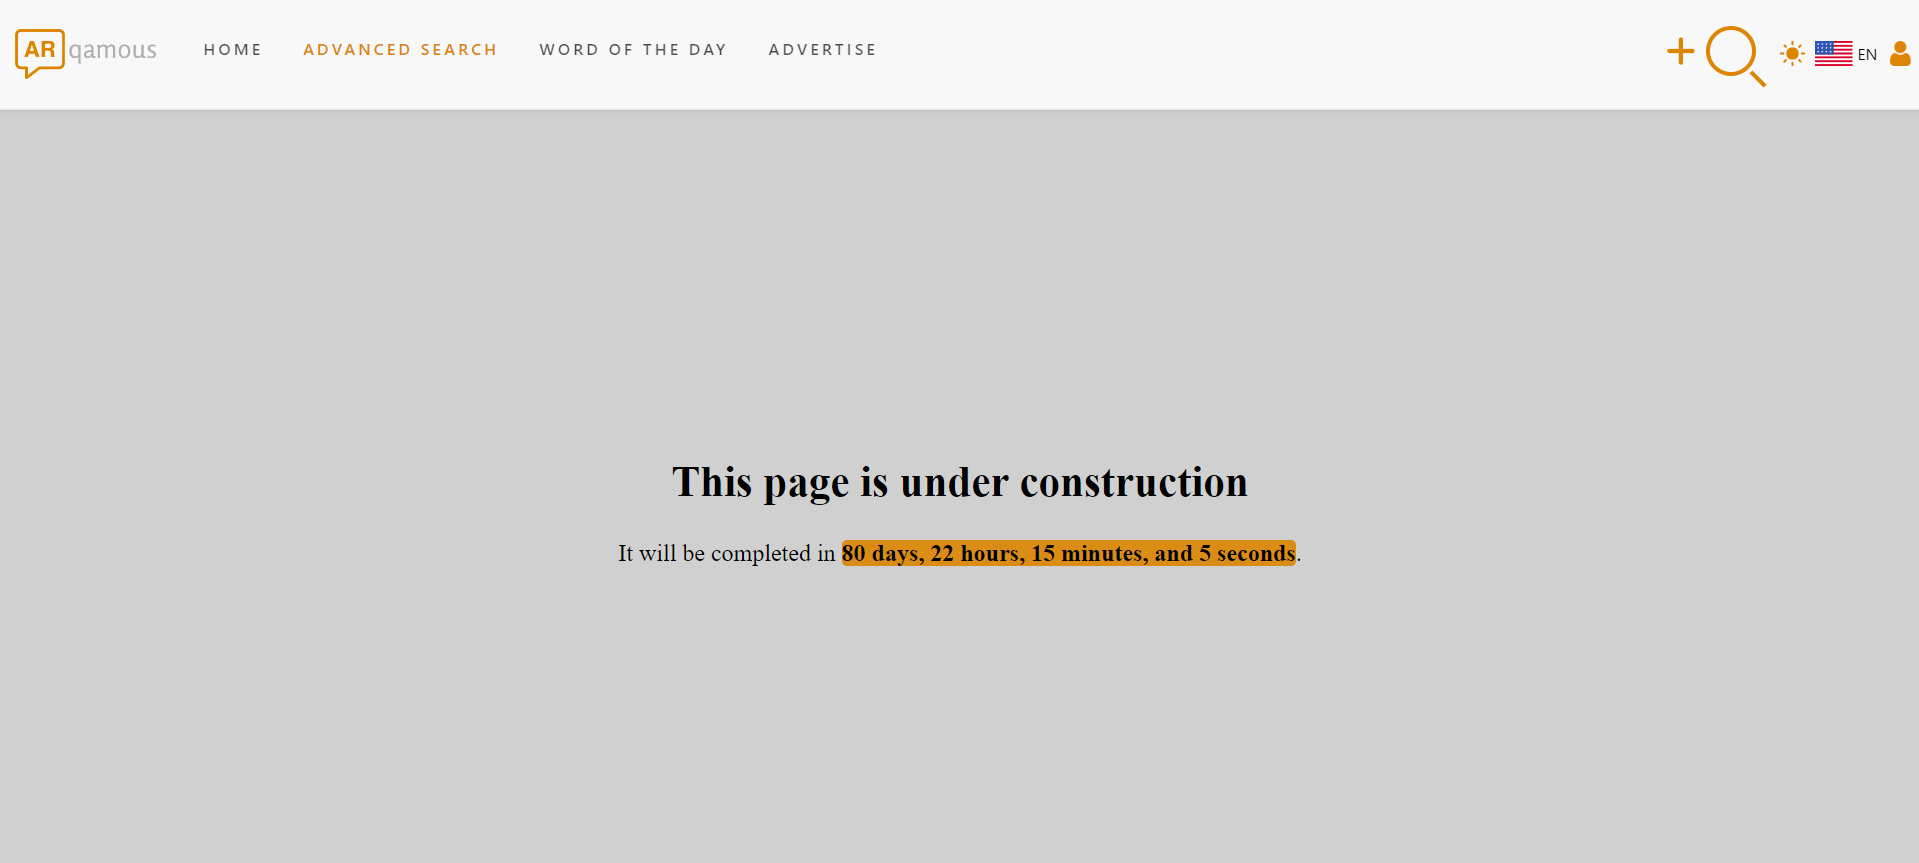 AR qamous HOME ADVANCED SEARCH WORD OF THE DAY ADVERTISE EN
This page is under construction
It will be completed in 80 days, 22 hours, 15 minutes, and 5 seconds.